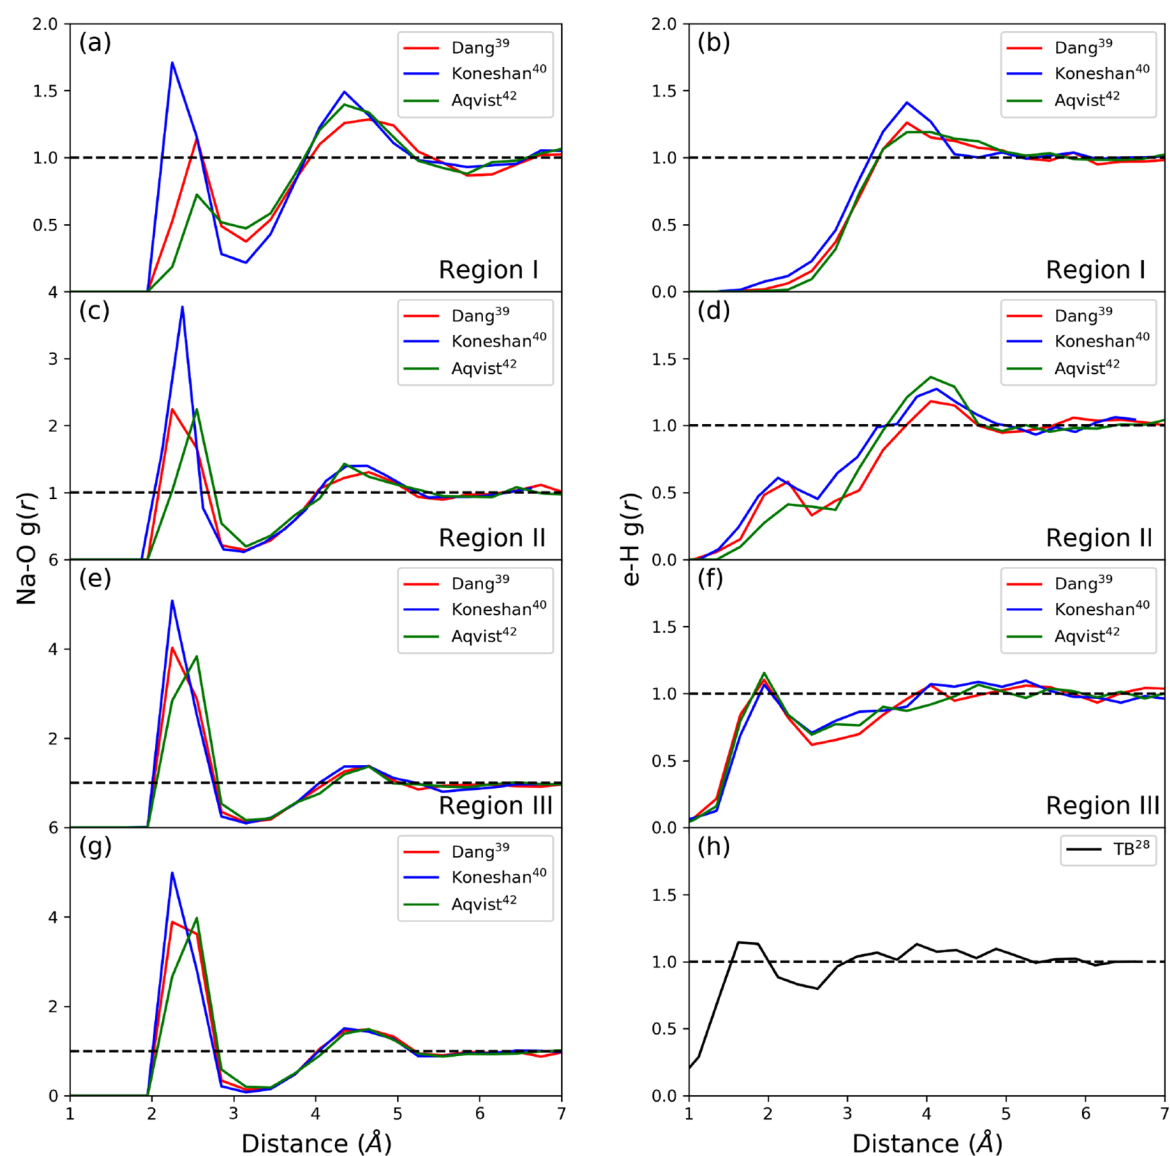 2.0
(a)
Dang39
Koneshan40
Aqvist42
1.5
1.0
0.5
Region I
2.0
(b)
Dang39
Koneshan40
Aqvist42
1.5
1.0
0.5
0.0
Region I
4
(c)
Dang39
Koneshan40
Aqvist42
3
2
1
Region II
(d)
Dang39
Koneshan40
Aqvist42
1.5
1.0
0.5
0.0
Region II
Na-O g(r)
e-H g(r)
6
(e)
Dang39
Koneshan40
Aqvist42
4
2
Region III
(f)
Dang39
Koneshan40
Aqvist42
1.5
1.0
0.5
0.0
Region III
6
(g)
Dang39
Koneshan40
Aqvist42
4
2
0
1 2 3 4 5 6 7
Distance (Å)
(h)
TB28
1.5
1.0
0.5
0.0
1 2 3 4 5 6 7
Distance (Å)